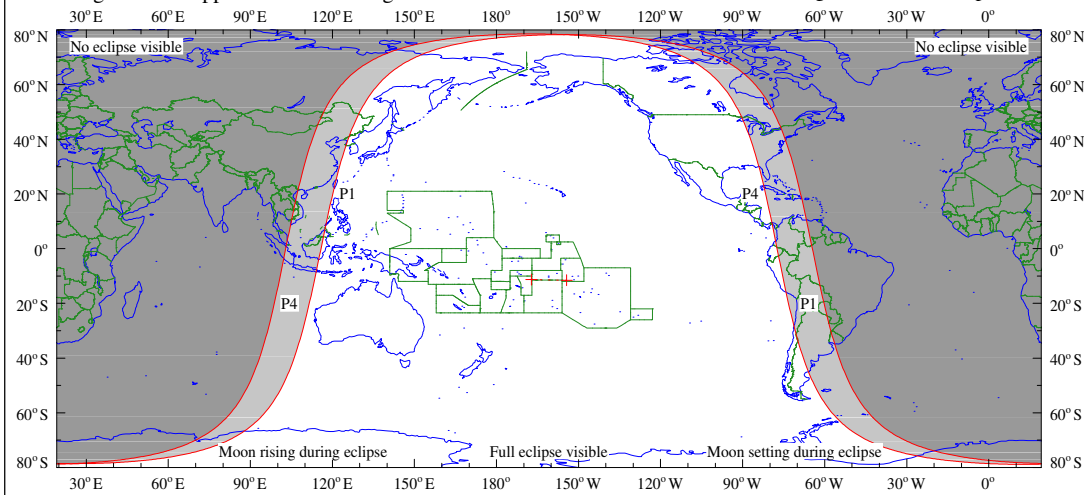 30° E 60° E 90° E 120° E 150° E 180° 150° W 120° W 90° W 60° W 30° W 0°
80° N No eclipse visible No eclipse visible 80° N
60° N 60° N
40° N 40° N
20° N P1 P4 20° N
0° 0°
20° S P4 P1 20° S
40° S 40° S
60° S 60° S
Moon rising during eclipse Full eclipse visible Moon setting during eclipse
80° S 80° S
30° E 60° E 90° E 120° E 150° E 180° 150° W 120° W 90° W 60° W 30° W 0°